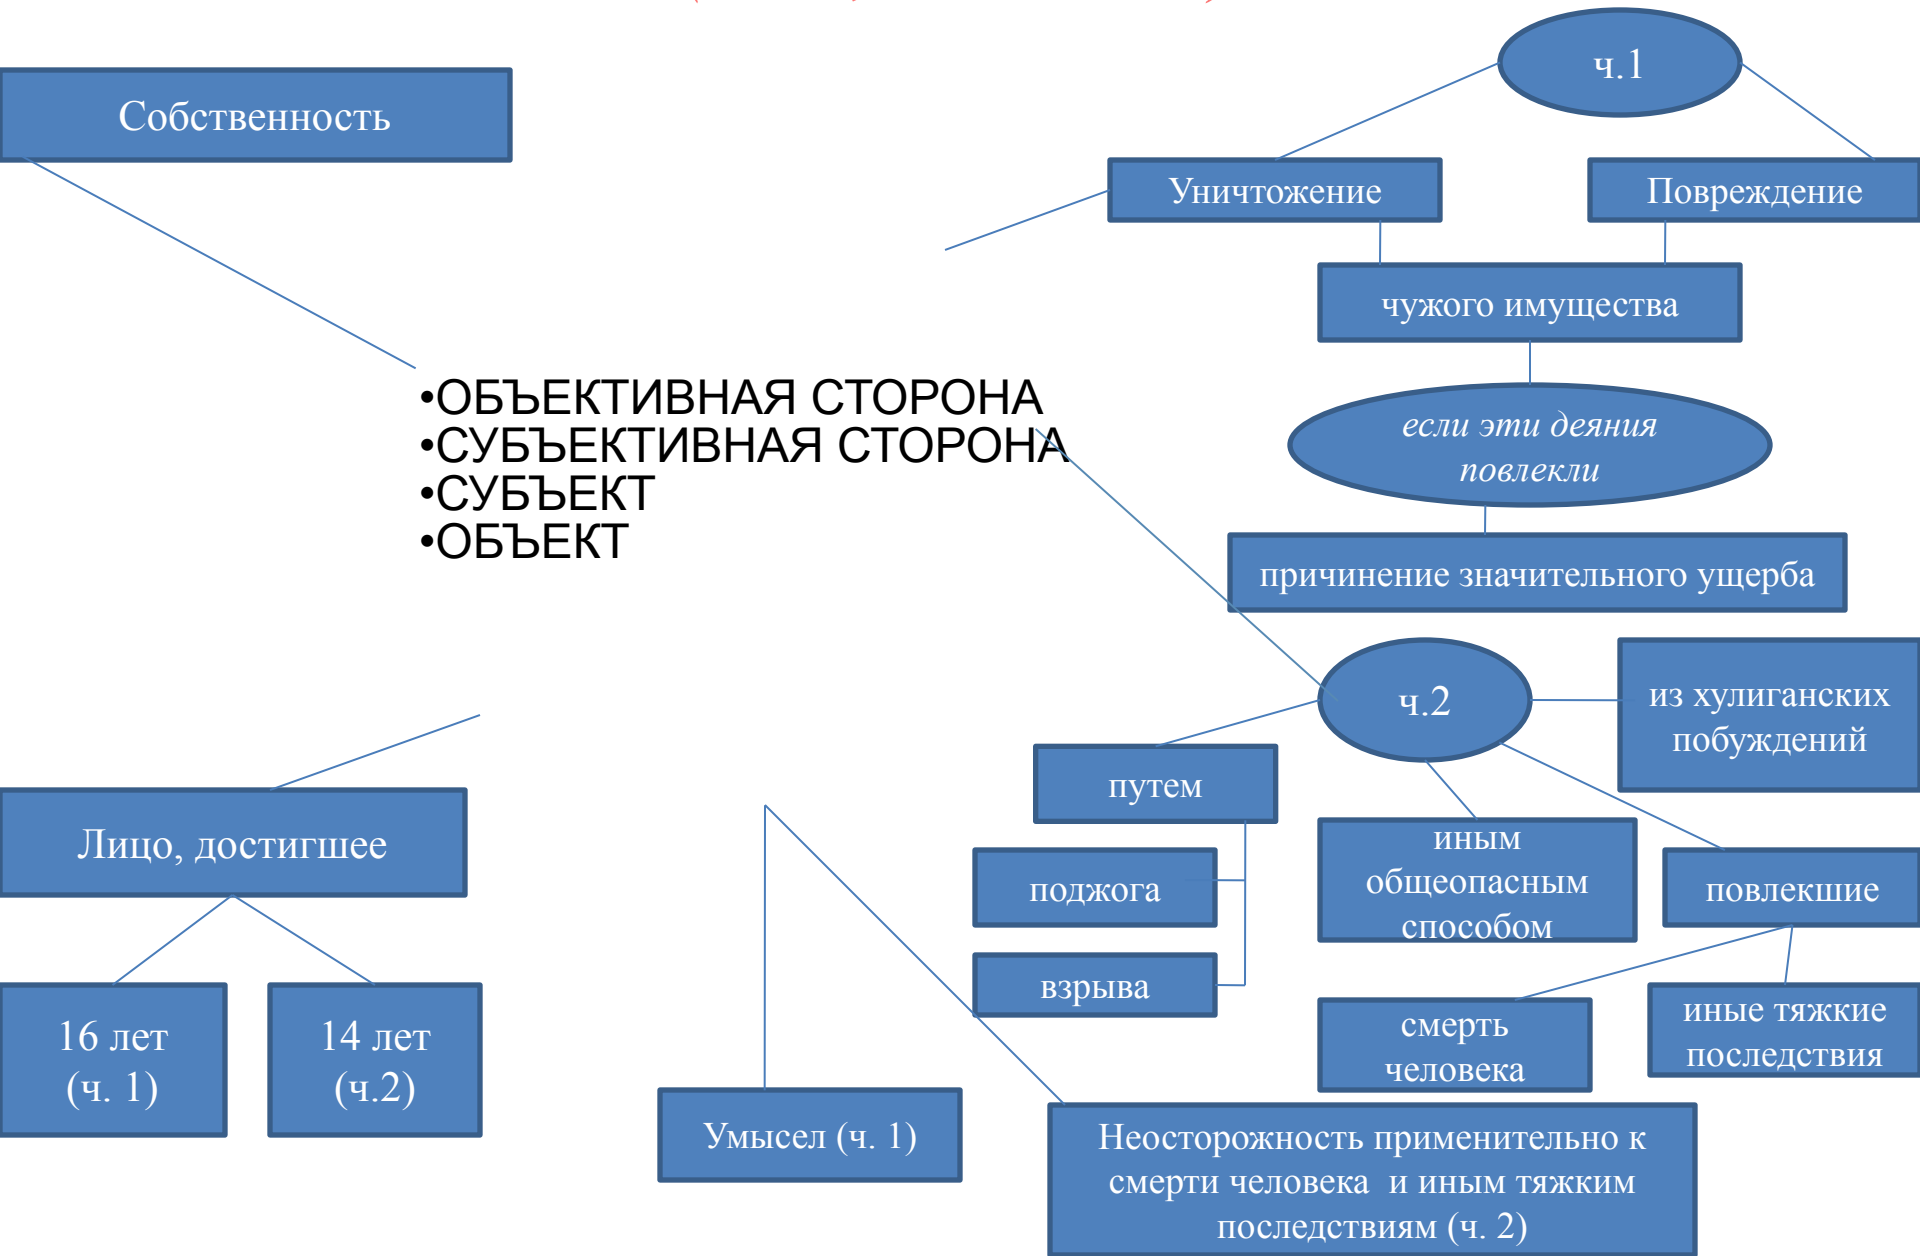 ч.1
Собственность
Уничтожение
Повреждение
чужого имущества
•ОБЪЕКТИВНАЯ СТОРОНА
•СУБЪЕКТИВНАЯ СТОРОНА
•СУБЪЕКТ
•ОБЪЕКТ
если эти деяния
повлекли
причинение значительного ущерба
ч.2
из хулиганских
побуждений
путем
поджога
взрыва
иным
общеопасным
способом
повлекшие
смерть
человека
иные тяжкие
последствия
Лицо, достигшее
16 лет
(ч. 1)
14 лет
(ч.2)
Умысел (ч. 1)
Неосторожность применительно к
смерти человека  и иным тяжким
последствиям (ч. 2)